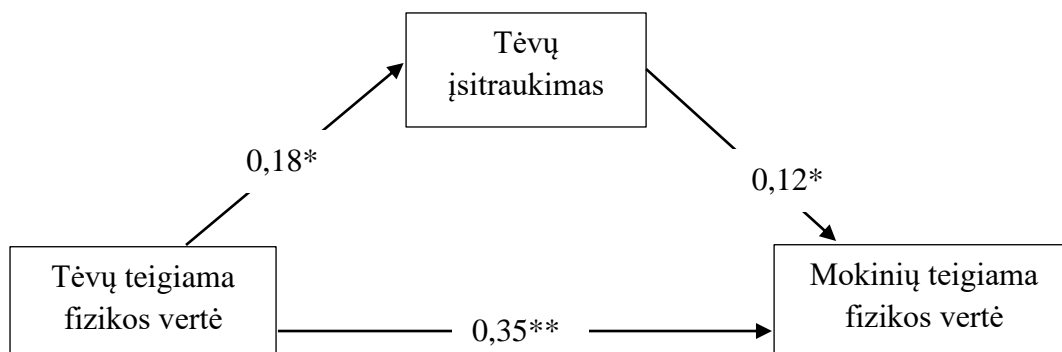 Tėvų
įsitraukimas
0,18*
0,12*
Tėvų teigiama
fizikos vertė
0,35**
Mokinių teigiama
fizikos vertė